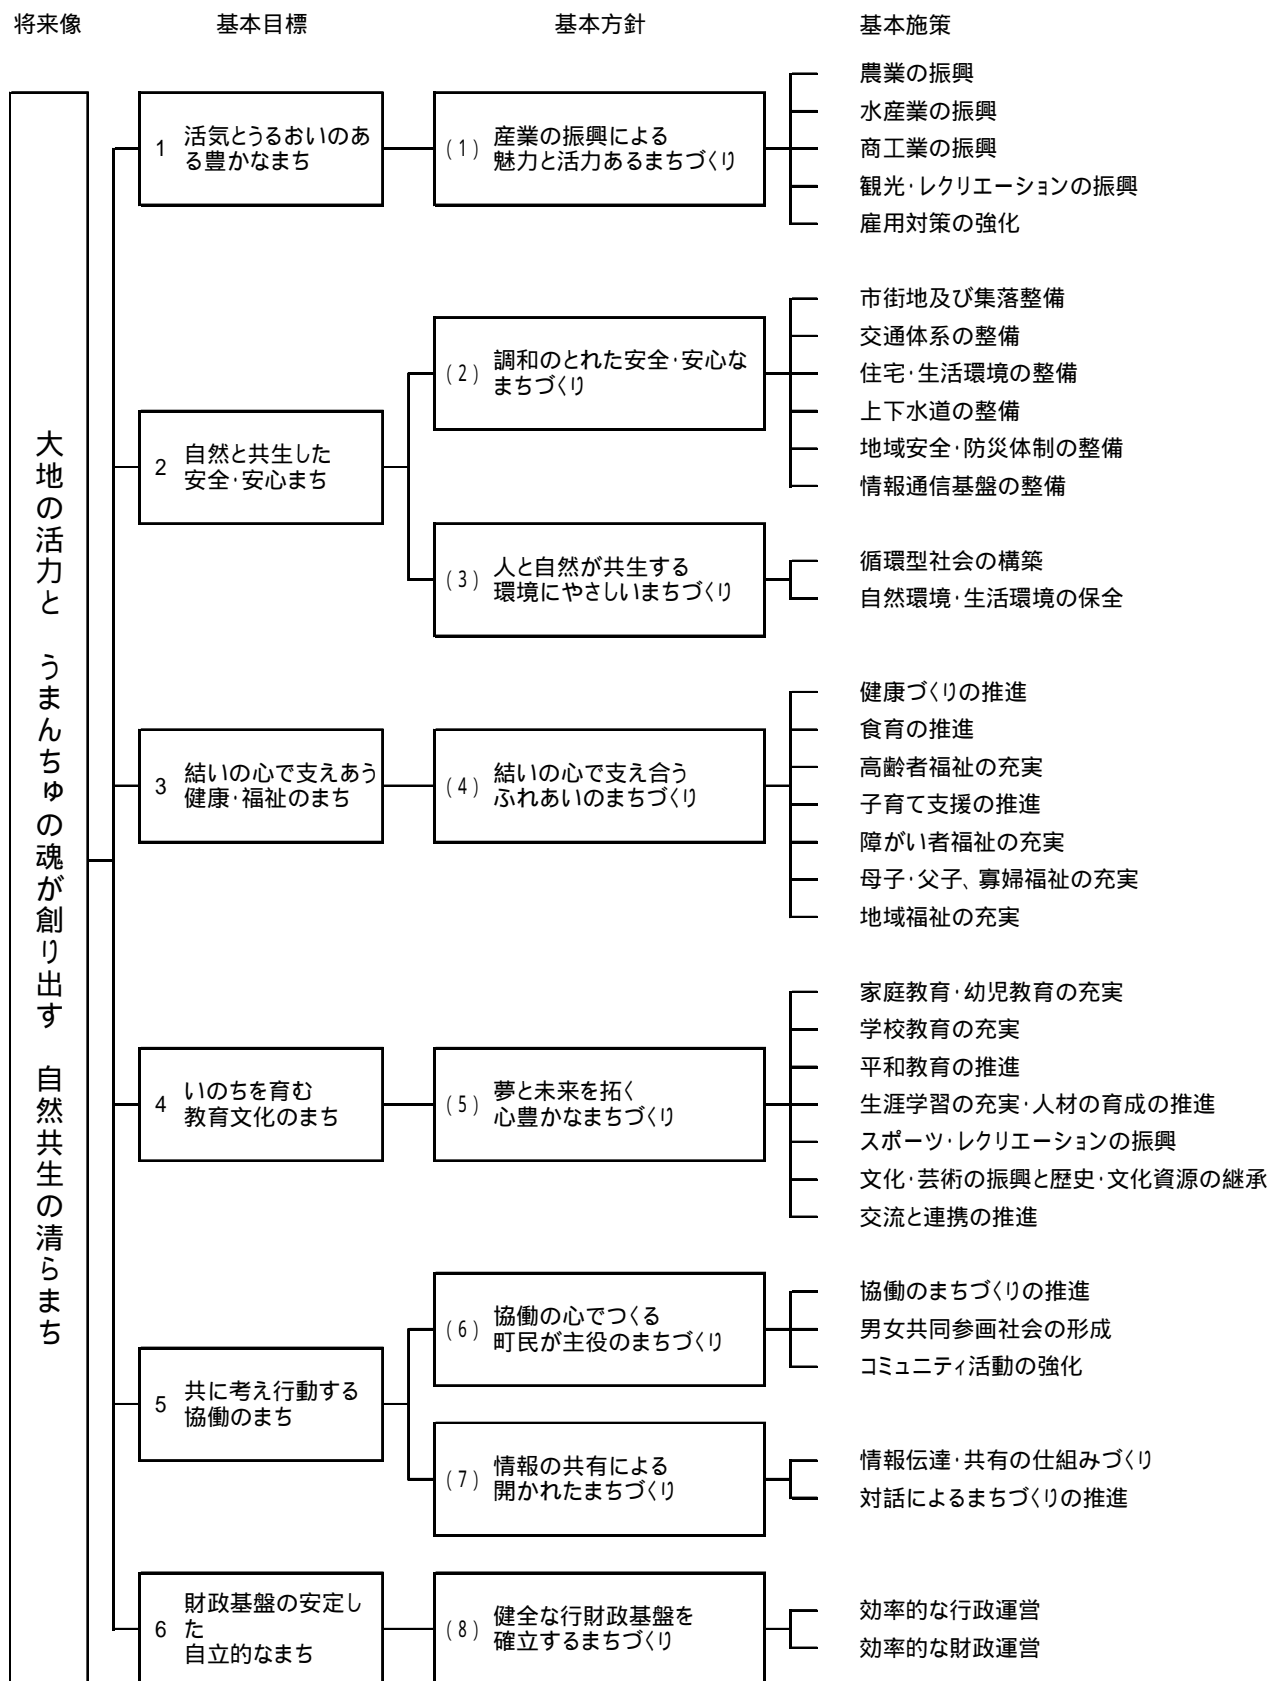 将来像
基本目標
基本方針
基本施策
大地の活力と　うまんちゅの魂が創り出す　自然共生の清らまち
1
活気とうるおいのあ
る豊かなまち
(1)
産業の振興による
魅力と活力あるまちづくり
農業の振興
水産業の振興
商工業の振興
観光･レクリエーションの振興
雇用対策の強化
2
自然と共生した
安全･安心まち
(2)
調和のとれた安全･安心な
まちづくり
市街地及び集落整備
交通体系の整備
住宅･生活環境の整備
上下水道の整備
地域安全･防災体制の整備
情報通信基盤の整備
(3)
人と自然が共生する
環境にやさしいまちづくり
循環型社会の構築
自然環境･生活環境の保全
3
結いの心で支えあう
健康･福祉のまち
(4)
結いの心で支え合う
ふれあいのまちづくり
健康づくりの推進
食育の推進
高齢者福祉の充実
子育て支援の推進
障がい者福祉の充実
母子･父子、寡婦福祉の充実
地域福祉の充実
4
いのちを育む
教育文化のまち
(5)
夢と未来を拓く
心豊かなまちづくり
家庭教育･幼児教育の充実
学校教育の充実
平和教育の推進
生涯学習の充実･人材の育成の推進
スポーツ･レクリエーションの振興
文化･芸術の振興と歴史･文化資源の継承
交流と連携の推進
5
共に考え行動する
協働のまち
(6)
協働の心でつくる
町民が主役のまちづくり
協働のまちづくりの推進
男女共同参画社会の形成
コミュニティ活動の強化
(7)
情報の共有による
開かれたまちづくり
情報伝達･共有の仕組みづくり
対話によるまちづくりの推進
6
財政基盤の安定し
た
自立的なまち
(8)
健全な行財政基盤を
確立するまちづくり
効率的な行政運営
効率的な財政運営